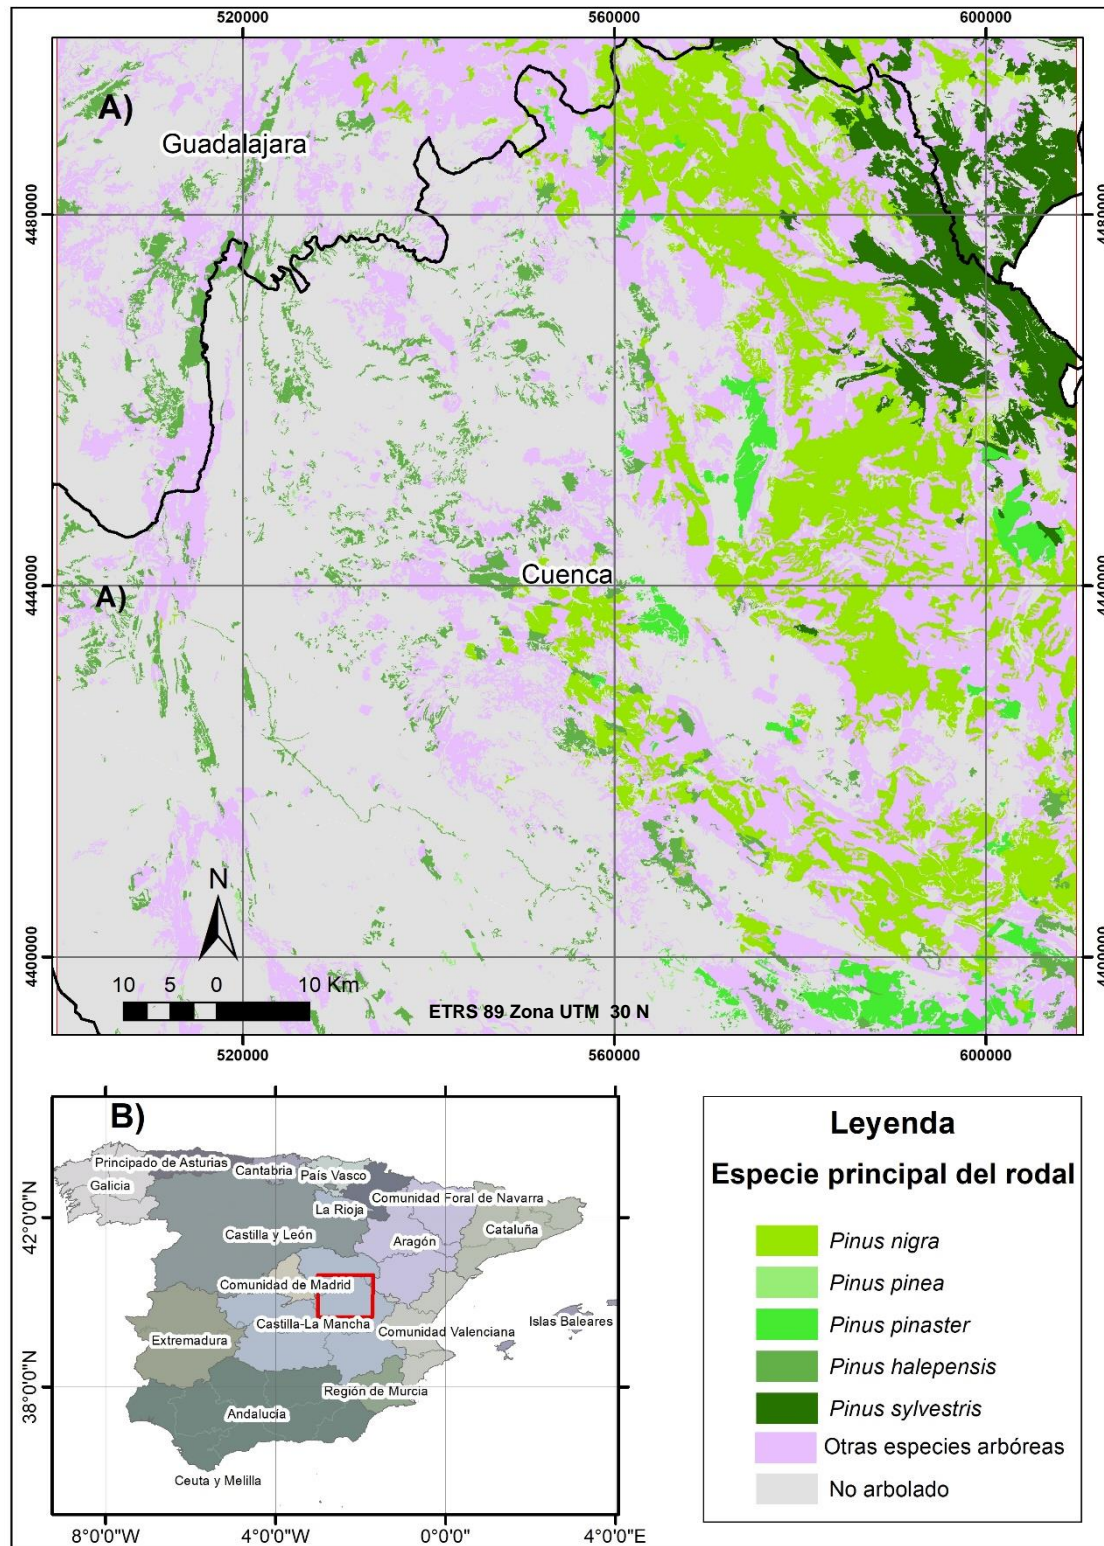 520000 560000 600000
A)
Guadalajara
4480000 4480000
Cuenca
4440000 4440000
A)
N
4400000 4400000
10 5 0 10 Km
ETRS 89 Zona UTM 30 N
520000 560000 600000
B)
Principado de Asturias
Cantabria
País Vasco
Galicia
Comunidad Foral de Navarra
La Rioja
Cataluña
42°0'0"N
Castilla y León
Aragón
Comunidad de Madrid
Castilla-La Mancha
Comunidad Valenciana
Islas Baleares
Extremadura
38°0'0"N
Región de Murcia
Andalucía
Ceuta y Melilla
8°0'0"W 4°0'0"W 0°0'0" 4°0'0"E
Leyenda
Especie principal del rodal
Pinus nigra
Pinus pinea
Pinus pinaster
Pinus halepensis
Pinus sylvestris
Otras especies arbóreas
No arbolado